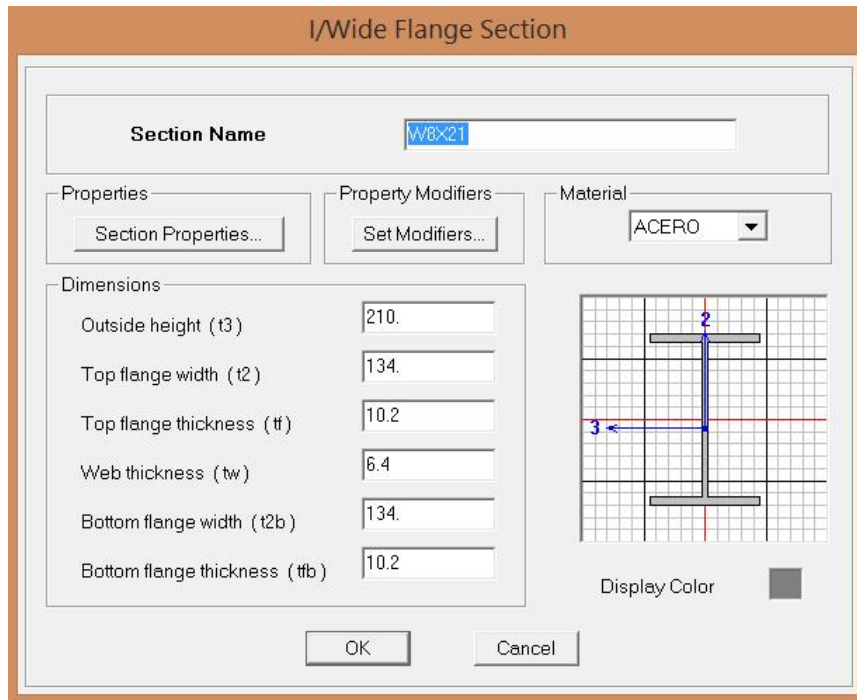 I/Wide Flange Section
Section Name W8X21
Properties
Section Properties...
Property Modifiers
Set Modifiers...
Material
ACERO
Dimensions
Outside height (t3) 210.
Top flange width (t2) 134.
Top flange thickness (tf) 10.2
Web thickness (tw) 6.4
Bottom flange width (t2b) 134.
Bottom flange thickness (tfb) 10.2
2
3
Display Color
OK Cancel